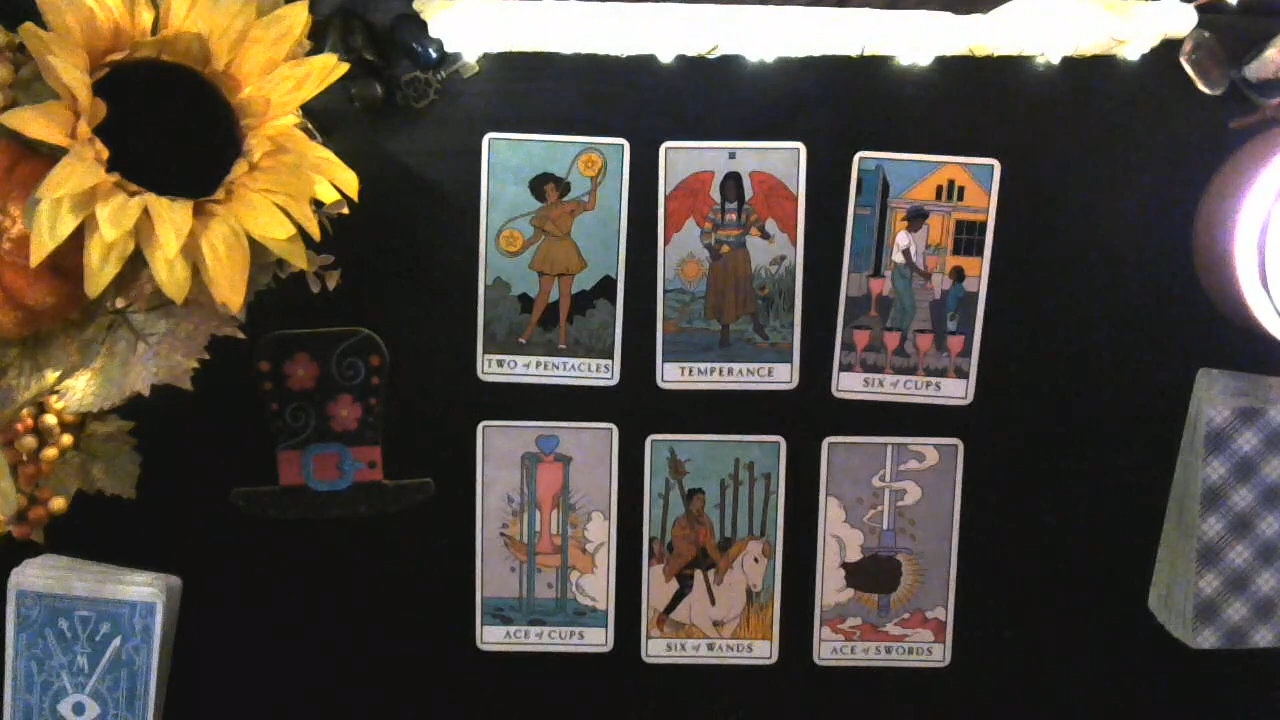 TWO of PENTACLES
TEMPERANCE
SIX of CUPS
ACE of CUPS
SIX of WANDS
ACE of SWORDS